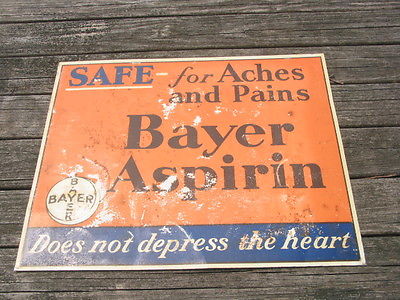 SAFE - for Aches
and Pains
Bayer
Aspirin
BAYER
BAYER
Does not depress the heart